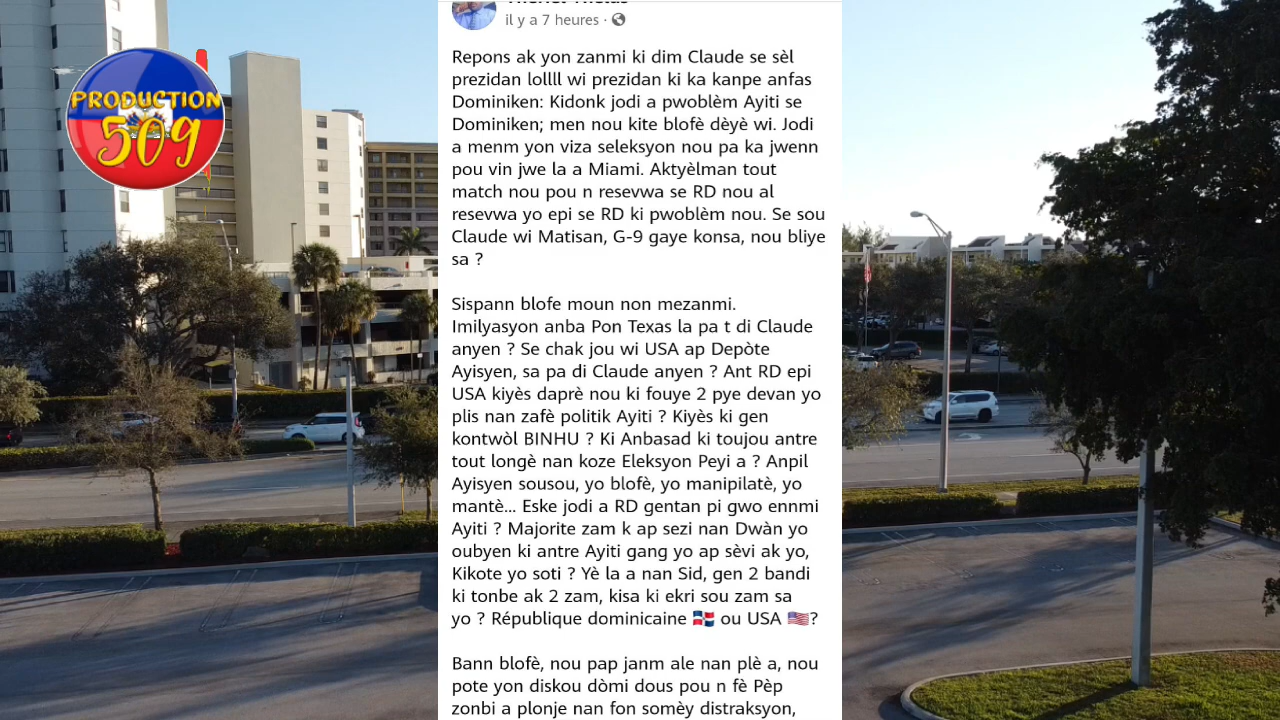 PRODUCTION
509
il y a 7 heures ·
Repons ak yon zanmi ki dim Claude se sèl
prezidan lollll wi prezidan ki ka kanpe anfas
Dominiken: Kidonk jodi a pwoblèm Ayiti se
Dominiken; men nou kite blofè dèyè wi. Jodi
a menm yon viza seleksyon nou pa ka jwenn
pou vin jwe la a Miami. Aktyèlman tout
match nou pou n resevwa se RD nou al
resevwa yo epi se RD ki pwoblèm nou. Se sou
Claude wi Matisan, G-9 gaye konsa, nou bliye
sa ?
Sispann blofe moun non mezanmi.
Imilyasyon anba Pon Texas la pa t di Claude
anyen ? Se chak jou wi USA ap Depòte
Ayisyen, sa pa di Claude anyen ? Ant RD epi
USA kiyès daprè nou ki fouye 2 pye devan yo
plis nan zafè politik Ayiti ? Kiyès ki gen
kontwòl BINHU ? Ki Anbasad ki toujou antre
tout longè nan koze Eleksyon Peyi a ? Anpil
Ayisyen sousou, yo blofè, yo manipilatè, yo
mantè... Eske jodi a RD gentan pi gwo ennmi
Ayiti ? Majorite zam k ap sezi nan Dwàn yo
oubyen ki antre Ayiti gang yo ap sèvi ak yo,
Kikote yo soti ? Yè la a nan Sid, gen 2 bandi
ki tonbe ak 2 zam, kisa ki ekri sou zam sa
yo ? République dominicaine 🇩🇴 ou USA 🇺🇸?
Bann blofè, nou pap janm ale nan plè a, nou
pote yon diskou dòmi dous pou n fè Pèp
zonbi a plonje nan fon somèy distraksyon,